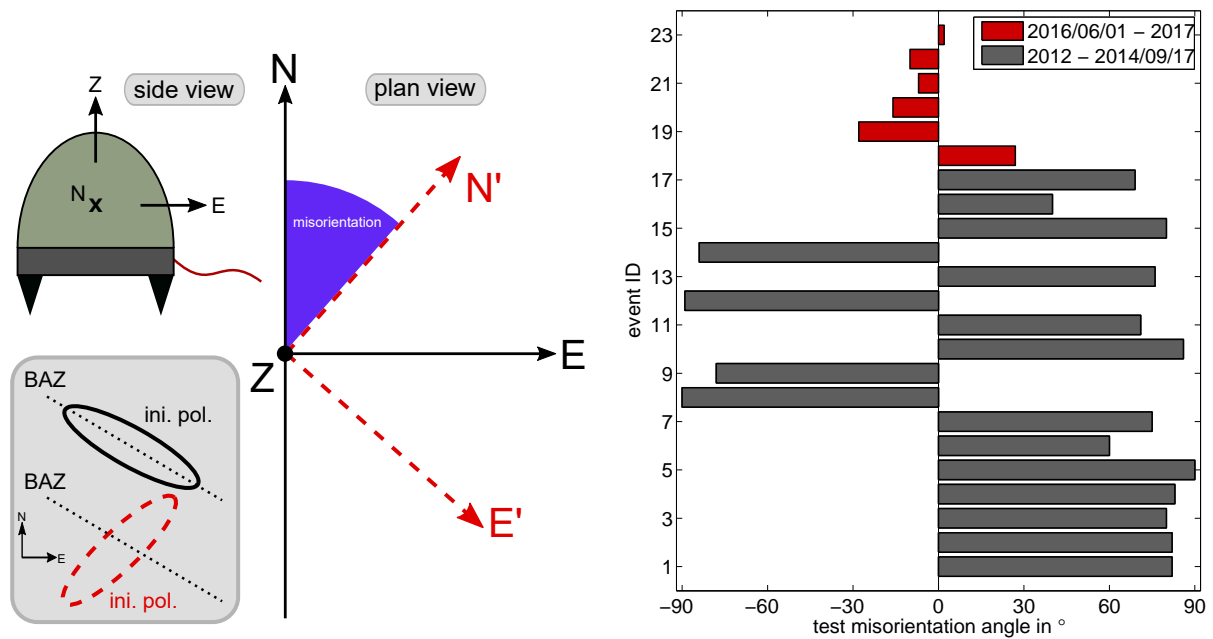 side view
Z
N
x
E
N
plan view
N'
misorientation
E
Z
E'
BAZ
ini. pol.
BAZ
N
E
ini. pol.
2016/06/01 − 2017
2012 − 2014/09/17
event ID
23
21
19
17
15
13
11
9
7
5
3
1
−90 −60 −30 0 30 60 90
test misorientation angle in °